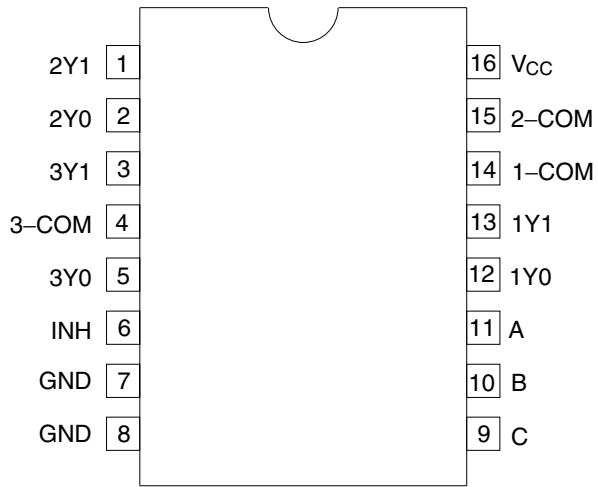 2Y1 1 16 VCC
2Y0 2 15 2–COM
3Y1 3 14 1–COM
3–COM 4 13 1Y1
3Y0 5 12 1Y0
INH 6 11 A
GND 7 10 B
GND 8 9 C